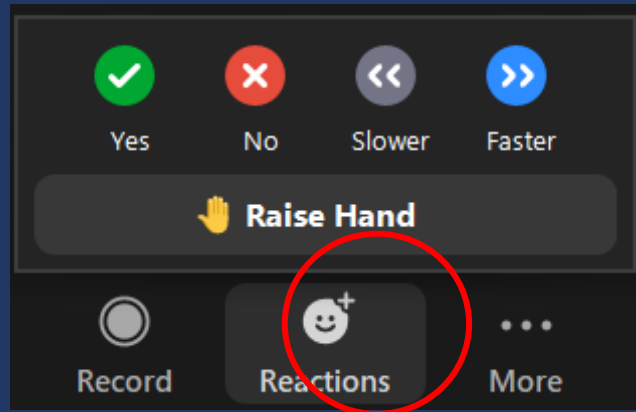 Yes No Slower Faster
Raise Hand
Record Reactions More